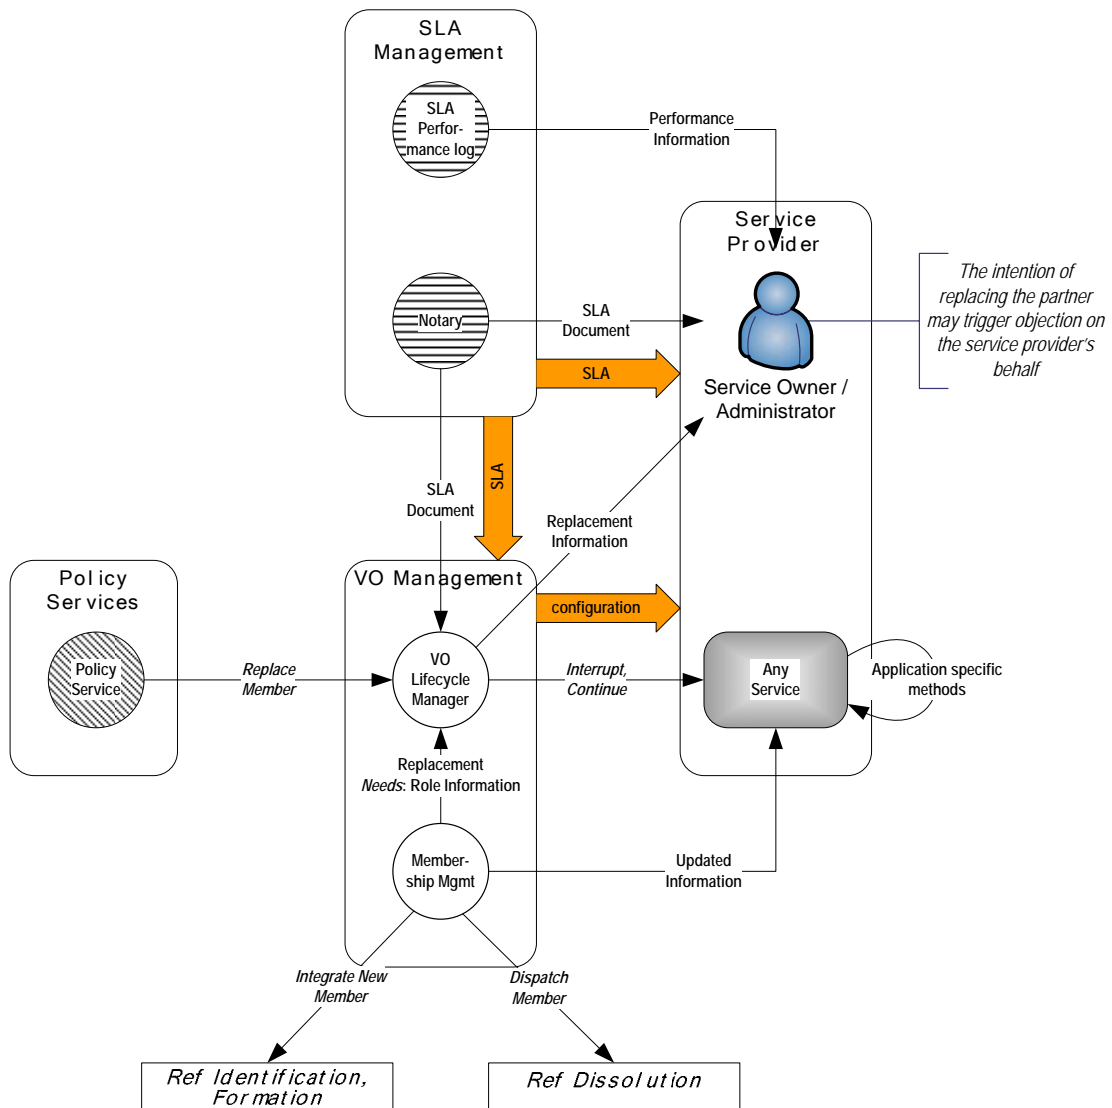 SLA
Management
SLA
Perfor-
mance log
Performance
Information
Service
Provider
The intention of
replacing the partner
may trigger objection on
the service provider's
behalf
Notary
SLA
Document
SLA
Service Owner /
Administrator
SLA
SLA
Document
Replacement
Information
Policy
Services
VO Management
configuration
Policy
Service
Replace
Member
VO
Lifecycle
Manager
Interrupt,
Continue
Any
Service
Application specific
methods
Replacement
Needs: Role Information
Member-
ship Mgmt
Updated
Information
Integrate New
Member
Dispatch
Member
Ref Identification,
Formation
Ref Dissolution